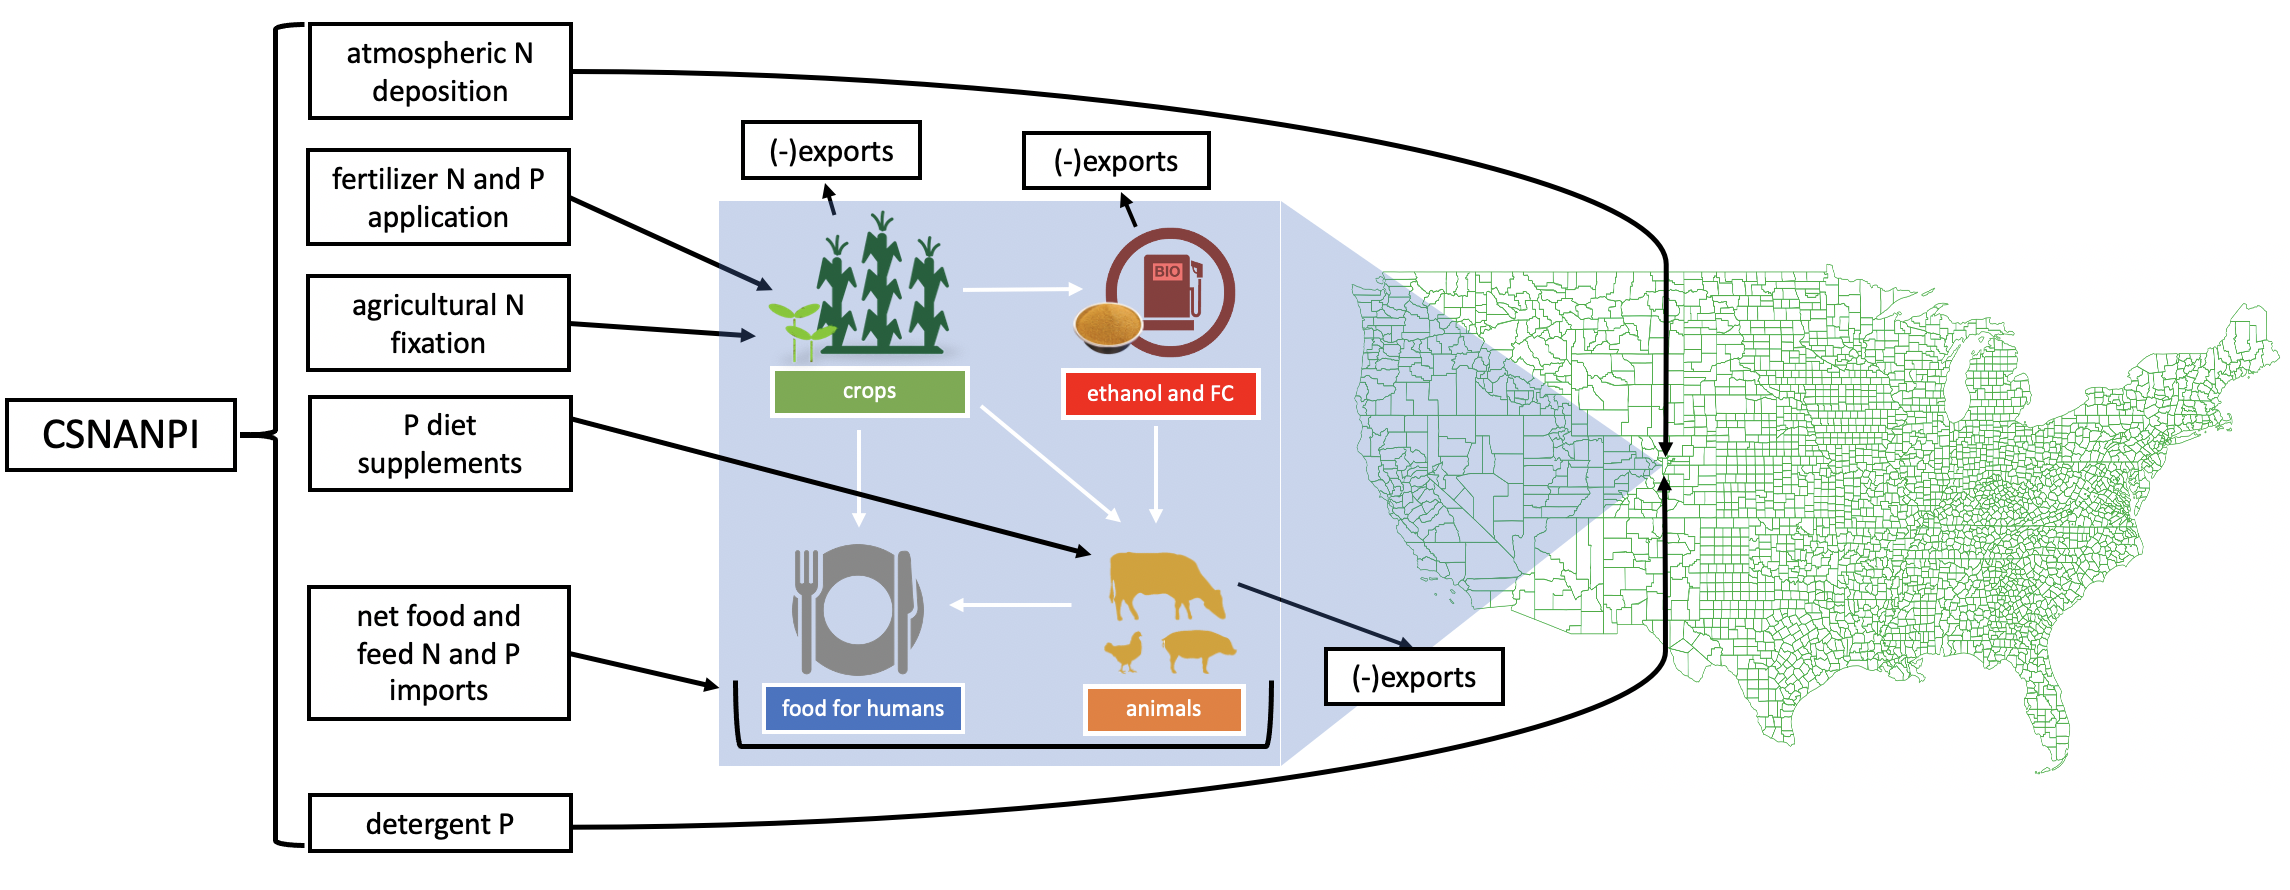 CSNANPI
atmospheric N
deposition
fertilizer N and P
application
agricultural N
fixation
P diet
supplements
net food and
feed N and P
imports
detergent P
(-)exports
(-)exports
BIO
crops
ethanol and FC
food for humans
animals
(-)exports